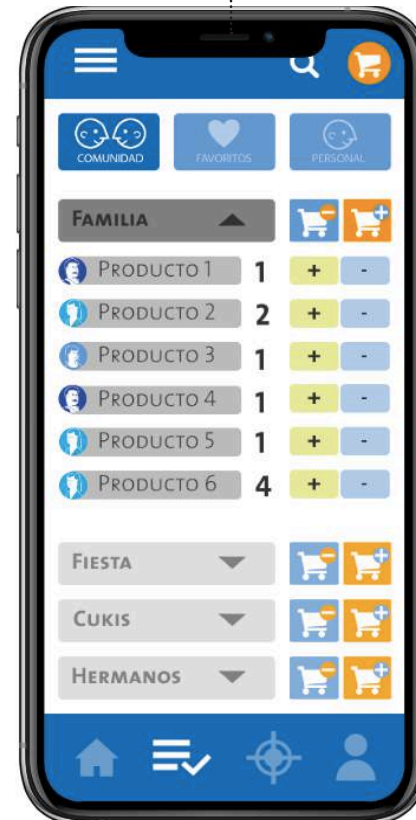 COMUNIDAD
FAVORITOS
PERSONAL
FAMILIA
PRODUCTO 1 1 + -
PRODUCTO 2 2 + -
PRODUCTO 3 1 + -
PRODUCTO 4 1 + -
PRODUCTO 5 1 + -
PRODUCTO 6 4 + -
FIESTA
CUKIS
HERMANOS